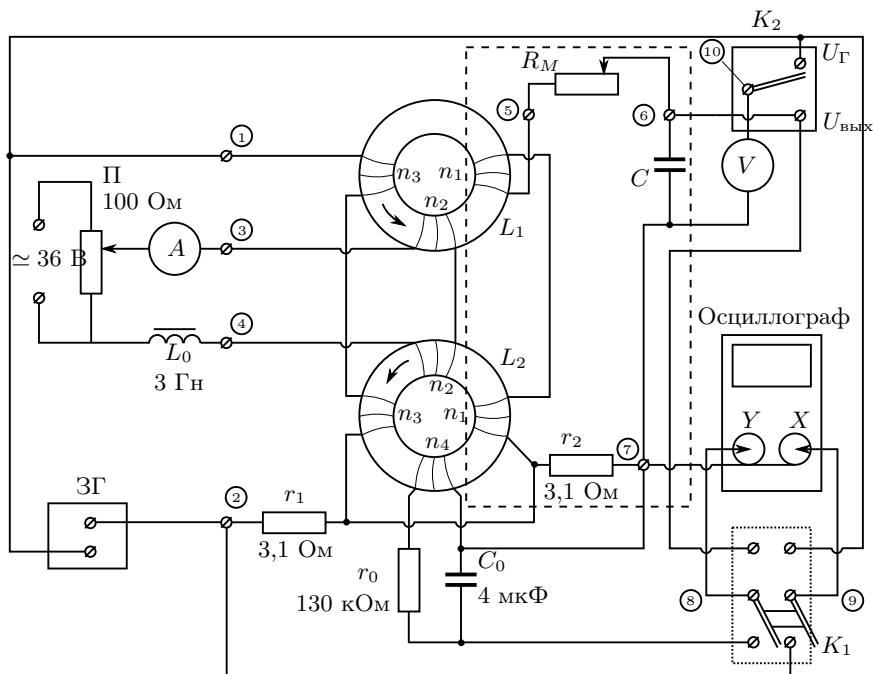 K₂
U_Г
U_вых
10
R_M
5
6
1
n₃
n₁
n₂
C
V
П
100 Ом
L₁
3
A
≃ 36 В
4
L₀
3 Гн
Осциллограф
L₂
n₂
n₃
n₁
n₄
Y
X
r₂
7
3,1 Ом
ЗГ
2
r₁
3,1 Ом
r₀
130 кОм
C₀
4 мкФ
8
9
K₁